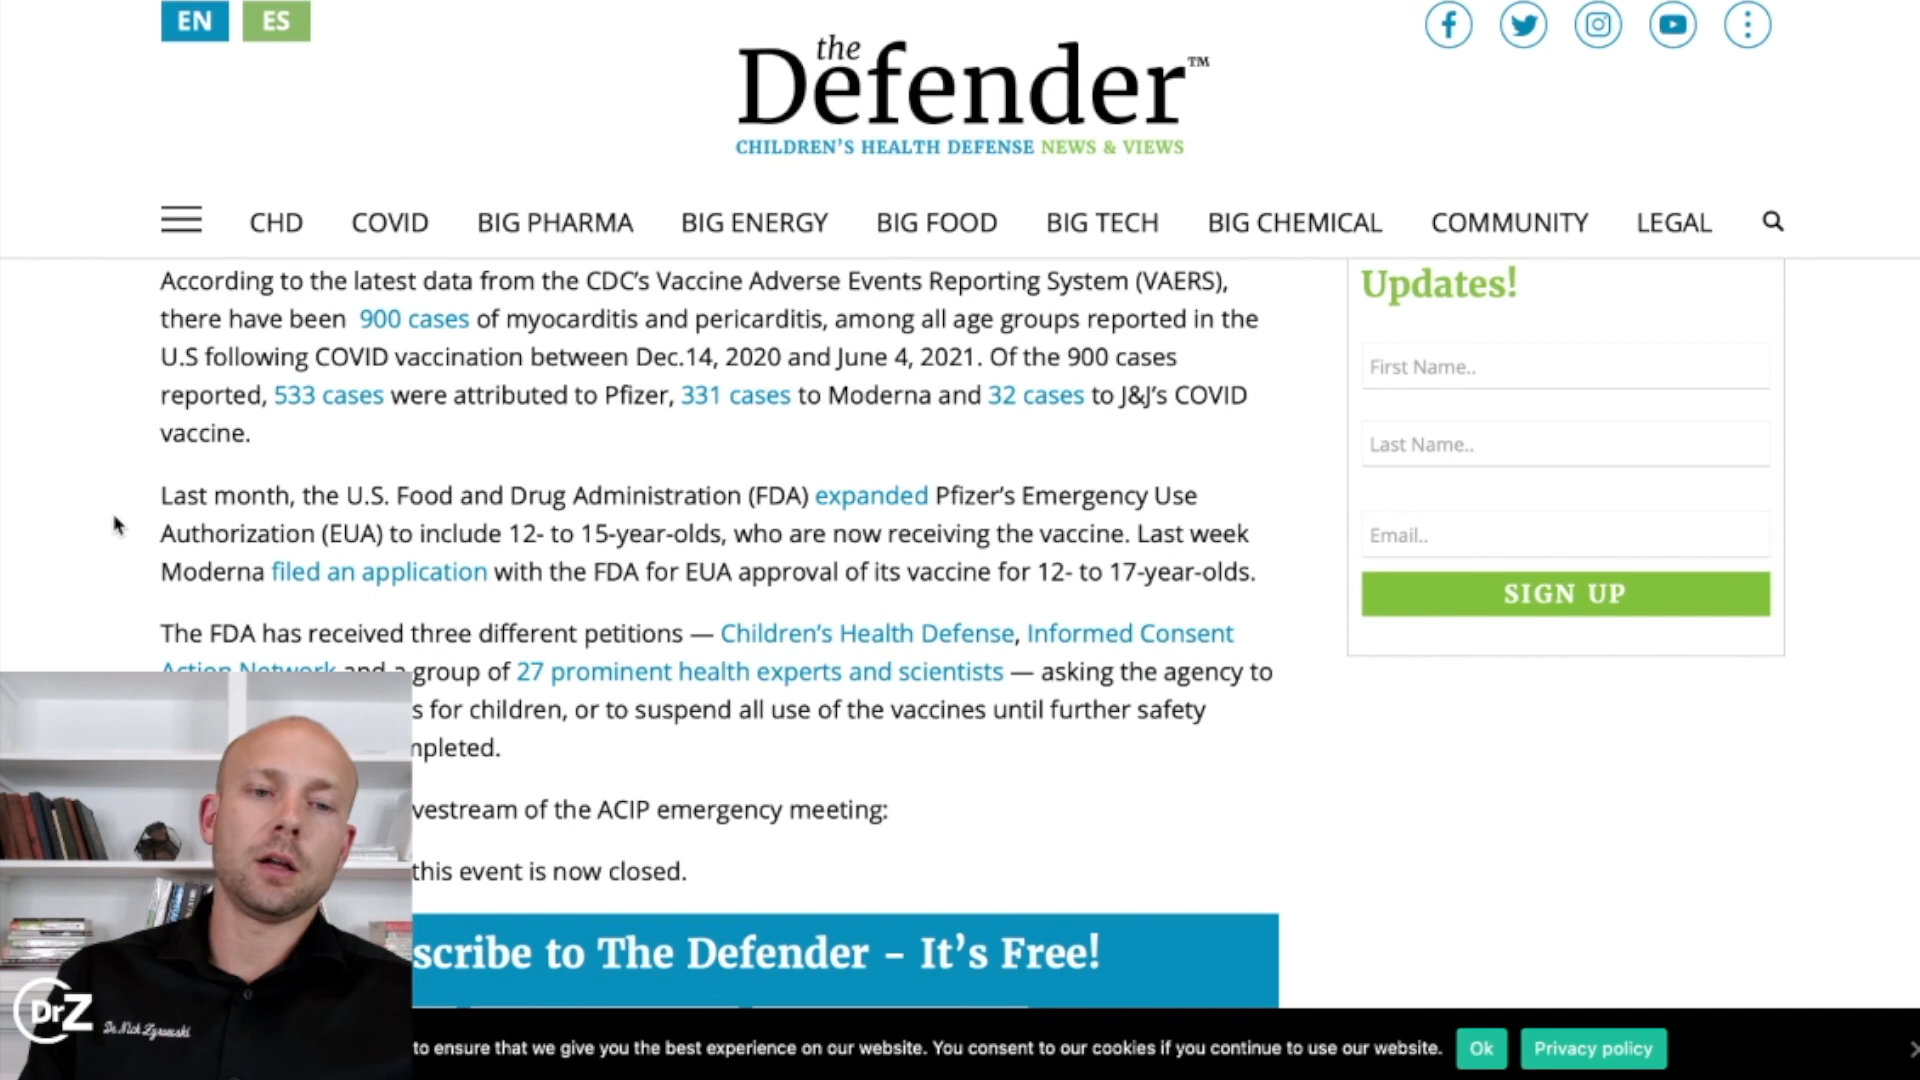 EN
ES
the
Defender™
CHILDREN'S HEALTH DEFENSE NEWS & VIEWS
CHD
COVID
BIG PHARMA
BIG ENERGY
BIG FOOD
BIG TECH
BIG CHEMICAL
COMMUNITY
LEGAL
According to the latest data from the CDC's Vaccine Adverse Events Reporting System (VAERS),
there have been 900 cases of myocarditis and pericarditis, among all age groups reported in the
U.S following COVID vaccination between Dec.14, 2020 and June 4, 2021. Of the 900 cases
reported, 533 cases were attributed to Pfizer, 331 cases to Moderna and 32 cases to J&J's COVID
vaccine.
Last month, the U.S. Food and Drug Administration (FDA) expanded Pfizer's Emergency Use
Authorization (EUA) to include 12- to 15-year-olds, who are now receiving the vaccine. Last week
Moderna filed an application with the FDA for EUA approval of its vaccine for 12- to 17-year-olds.
The FDA has received three different petitions — Children's Health Defense, Informed Consent
Action Network and a group of 27 prominent health experts and scientists — asking the agency to
s for children, or to suspend all use of the vaccines until further safety
mpleted.
vestream of the ACIP emergency meeting:
this event is now closed.
scribe to The Defender – It's Free!
Updates!
First Name..
Last Name..
Email..
SIGN UP
DrZ
Dr. Nick Zyrowski
to ensure that we give you the best experience on our website. You consent to our cookies if you continue to use our website.
Ok
Privacy policy